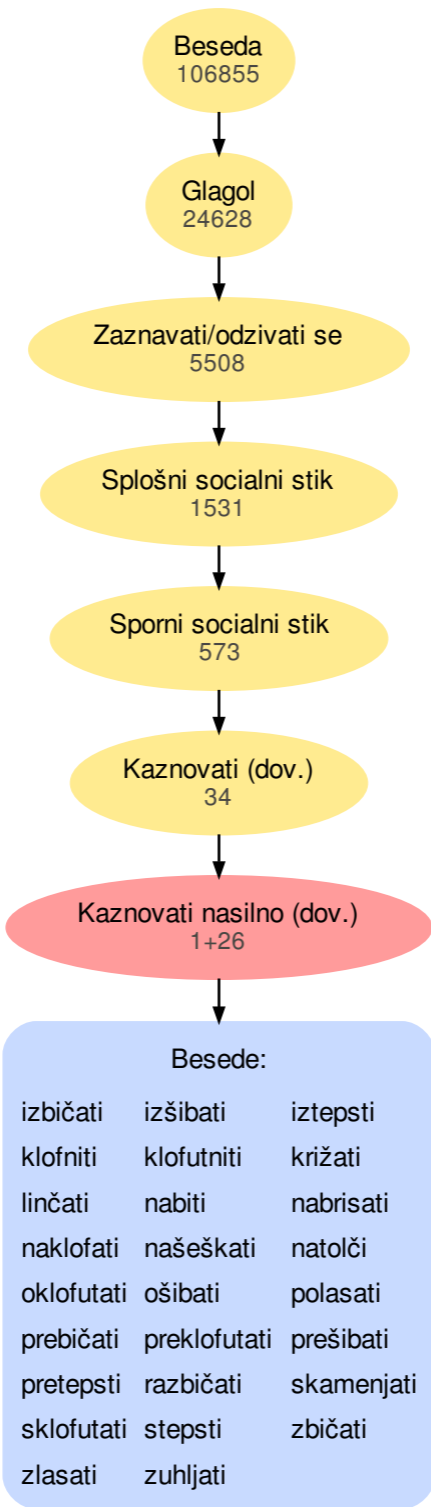 Beseda
106855
Glagol
24628
Zaznavati/odzivati se
5508
Splošni socialni stik
1531
Sporni socialni stik
573
Kaznovati (dov.)
34
Kaznovati nasilno (dov.)
1+26
Besede:
izbičati izšibati iztepsti
klofniti klofutniti križati
linčati nabiti nabrisati
naklofati našeškati natolči
oklofutati ošibati polasati
prebičati preklofutati prešibati
pretepsti razbičati skamenjati
sklofutati stepsti zbičati
zlasati zuhljati